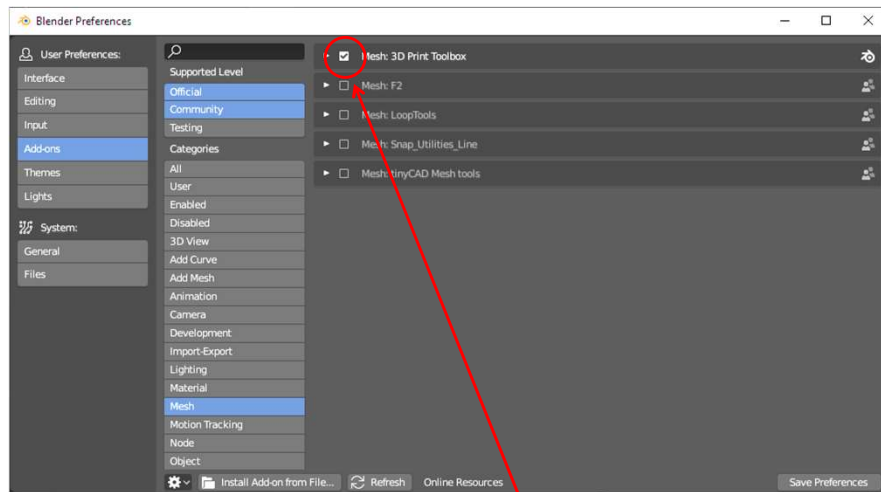 Blender Preferences
User Preferences:
Interface
Editing
Input
Add-ons
Themes
Lights
System:
General
Files
Supported Level
Official
Community
Testing
Categories
All
User
Enabled
Disabled
3D View
Add Curve
Add Mesh
Animation
Camera
Development
Import-Export
Lighting
Material
Mesh
Motion Tracking
Node
Object
Mesh: 3D Print Toolbox
Mesh: F2
Mesh: LoopTools
Mesh: Snap_Utilities_Line
Mesh: tinyCAD Mesh tools
Install Add-on from File...
Refresh
Online Resources
Save Preferences